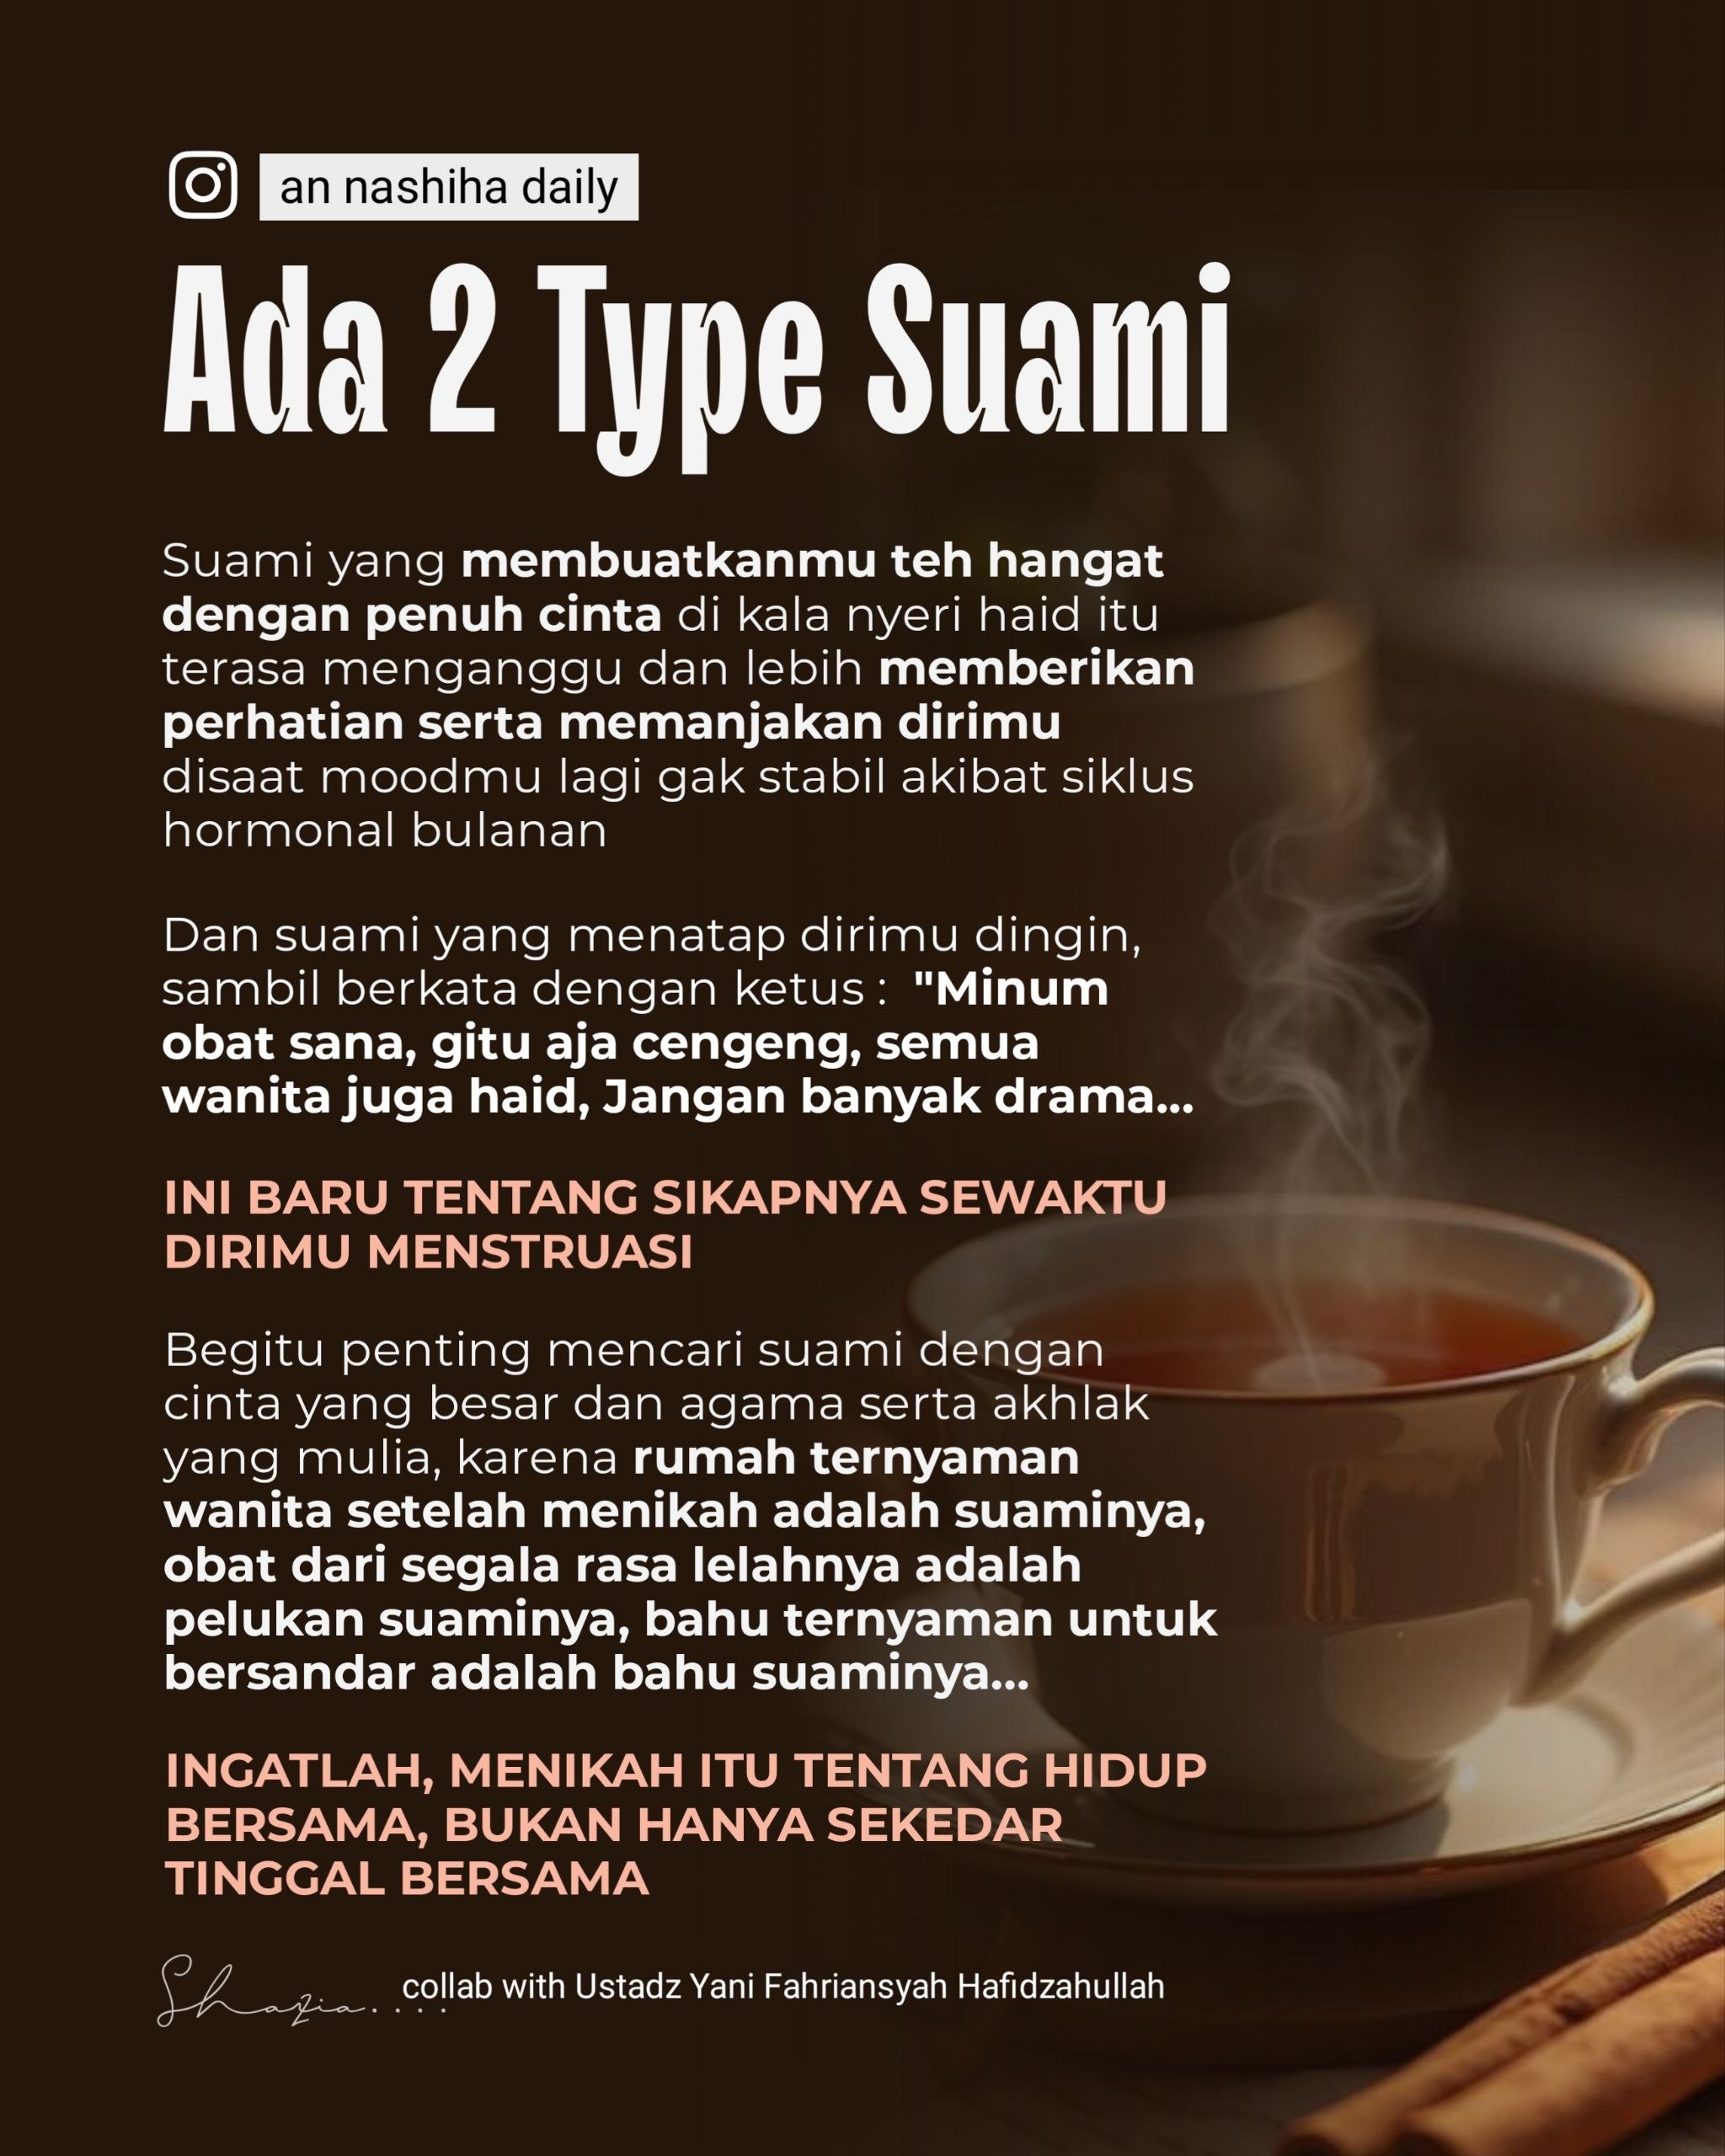 an nashiha daily
Ada 2 Type Suami
Suami yang membuatkanmu teh hangat
dengan penuh cinta di kala nyeri haid itu
terasa menganggu dan lebih memberikan
perhatian serta memanjakan dirimu
disaat moodmu lagi gak stabil akibat siklus
hormonal bulanan
Dan suami yang menatap dirimu dingin,
sambil berkata dengan ketus :  "Minum
obat sana, gitu aja cengeng, semua
wanita juga haid, Jangan banyak drama...
INI BARU TENTANG SIKAPNYA SEWAKTU
DIRIMU MENSTRUASI
Begitu penting mencari suami dengan
cinta yang besar dan agama serta akhlak
yang mulia, karena rumah ternyaman
wanita setelah menikah adalah suaminya,
obat dari segala rasa lelahnya adalah
pelukan suaminya, bahu ternyaman untuk
bersandar adalah bahu suaminya...
INGATLAH, MENIKAH ITU TENTANG HIDUP
BERSAMA, BUKAN HANYA SEKEDAR
TINGGAL BERSAMA
Shazia.... collab with Ustadz Yani Fahriansyah Hafidzahullah